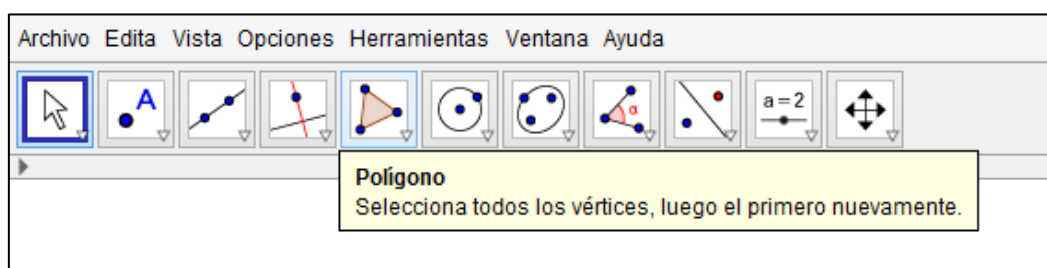 Archivo Edita Vista Opciones Herramientas Ventana Ayuda
A
α
a=2
Polígono
Selecciona todos los vértices, luego el primero nuevamente.